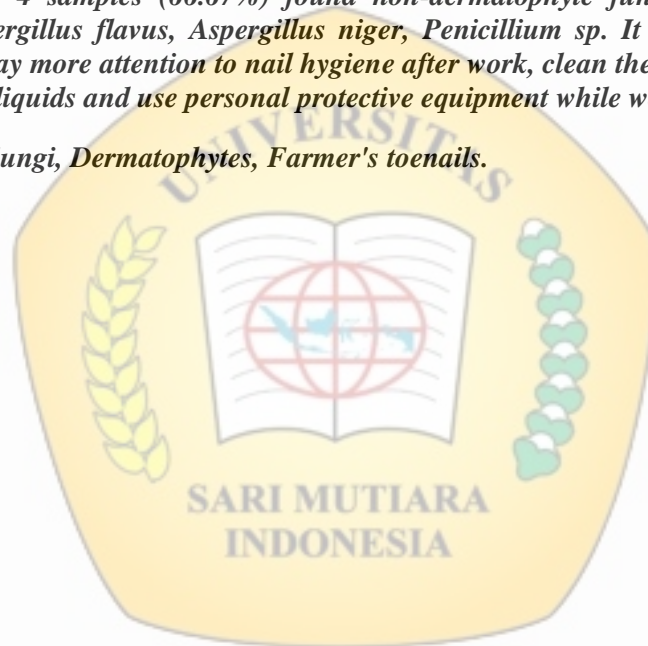 4 samples (66.67%) found non-dermatophyte fun
ergillus flavus, Aspergillus niger, Penicillium sp. It
ay more attention to nail hygiene after work, clean the
liquids and use personal protective equipment while w
ungi, Dermatophytes, Farmer's toenails.
UNIVERSITAS
SARI MUTIARA
INDONESIA